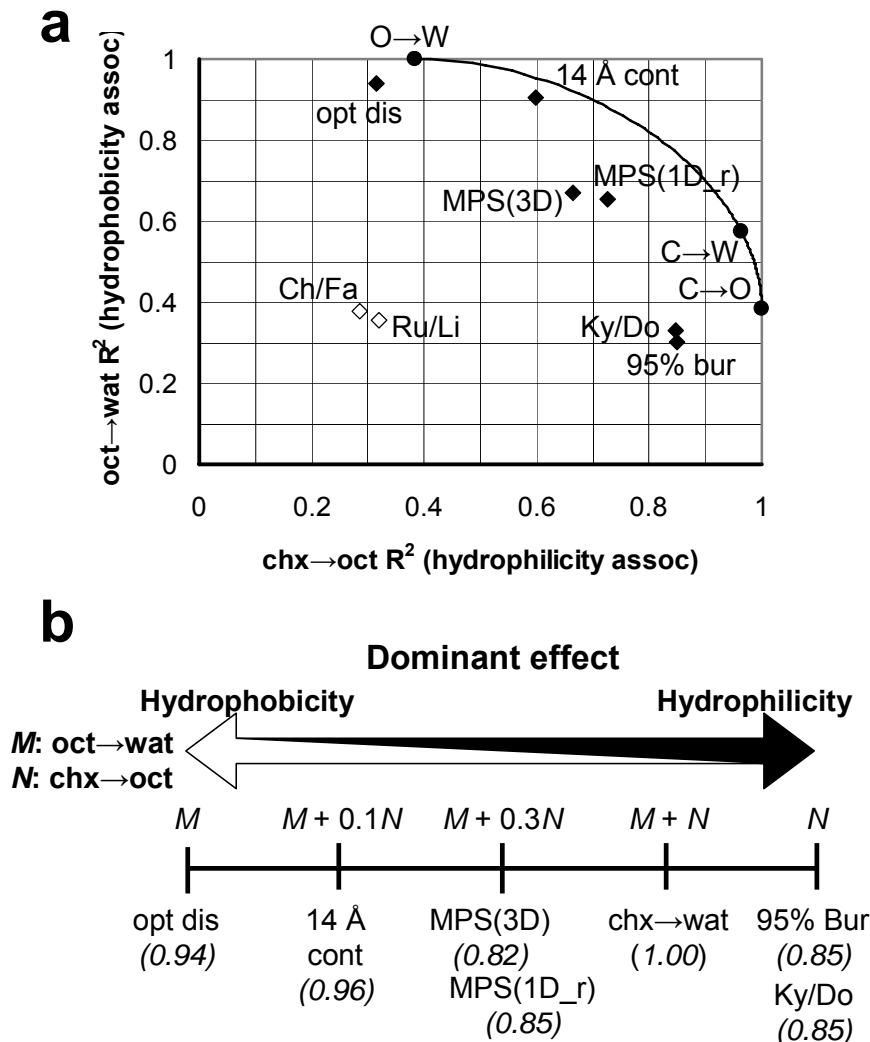 a
O→W
14 Å cont
opt dis
MPS(1D_r)
MPS(3D)
C→W
C→O
Ch/Fa
Ru/Li
Ky/Do
95% bur
1
0.8
0.6
0.4
0.2
0
0 0.2 0.4 0.6 0.8 1
oct→wat R² (hydrophobicity assoc)
chx→oct R² (hydrophilicity assoc)
b
Dominant effect
Hydrophobicity Hydrophilicity
M: oct→wat
N: chx→oct
M M + 0.1N M + 0.3N M + N N
opt dis 14 Å MPS(3D) chx→wat 95% Bur
(0.94) cont (0.82) (1.00) (0.85)
(0.96) MPS(1D_r) Ky/Do
(0.85) (0.85)